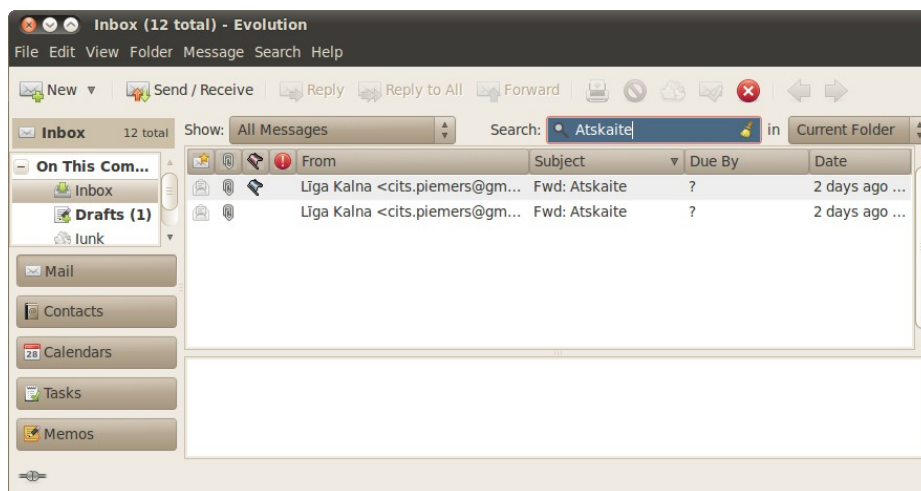 Inbox (12 total) - Evolution
File Edit View Folder Message Search Help
New Send / Receive Reply Reply to All Forward
Inbox 12 total Show: All Messages Search: Atskaite in Current Folder
On This Com... From Subject Due By Date
Inbox Līga Kalna <cits.piemers@gm... Fwd: Atskaite ? 2 days ago ...
Drafts (1) Līga Kalna <cits.piemers@gm... Fwd: Atskaite ? 2 days ago ...
Junk
Mail
Contacts
28 Calendars
Tasks
Memos